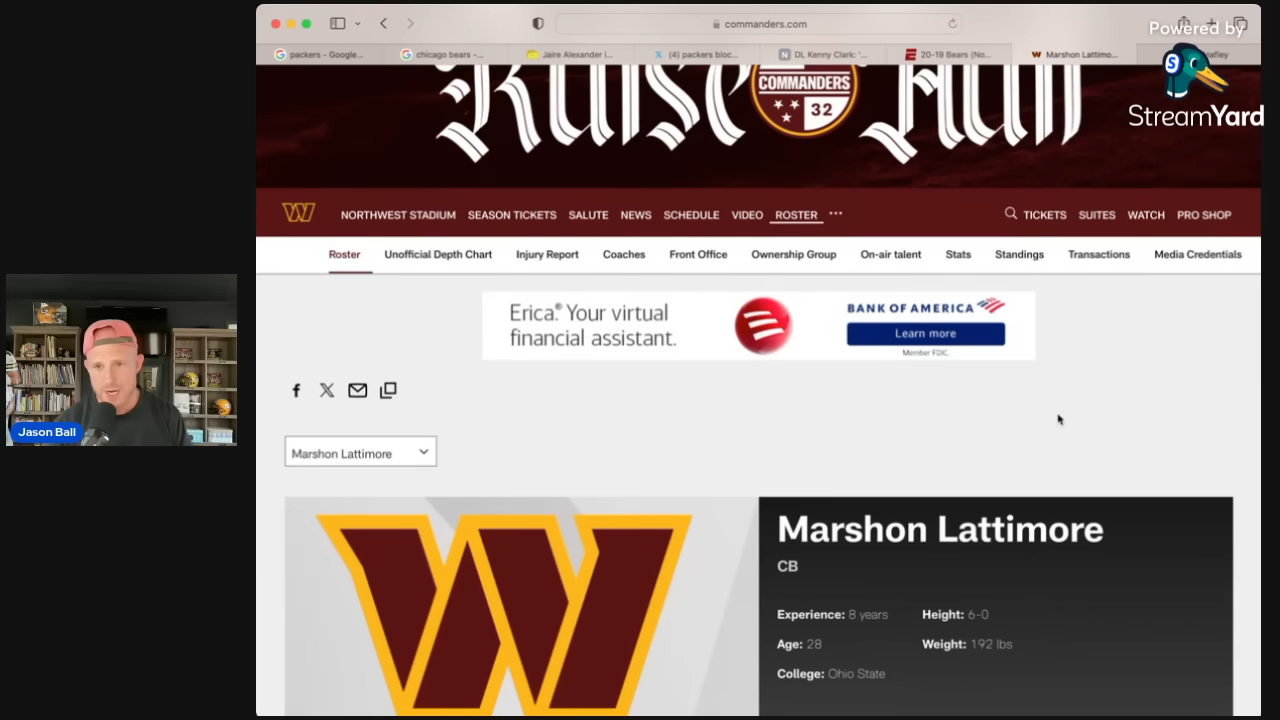 commanders.com
Powered by
packers - Google...
chicago bears -...
Jaire Alexander i...
(4) packers bloc...
DL Kenny Clark: '...
20-19 Bears (No...
Marshon Lattimo...
StreamYard
Raise Hail
COMMANDERS
32
NORTHWEST STADIUM SEASON TICKETS SALUTE NEWS SCHEDULE VIDEO ROSTER ... TICKETS SUITES WATCH PRO SHOP
Roster Unofficial Depth Chart Injury Report Coaches Front Office Ownership Group On-air talent Stats Standings Transactions Media Credentials
Erica.® Your virtual
financial assistant.
BANK OF AMERICA
Learn more
Member FDIC.
Jason Ball
Marshon Lattimore
Marshon Lattimore
CB
Experience: 8 years Height: 6-0
Age: 28 Weight: 192 lbs
College: Ohio State